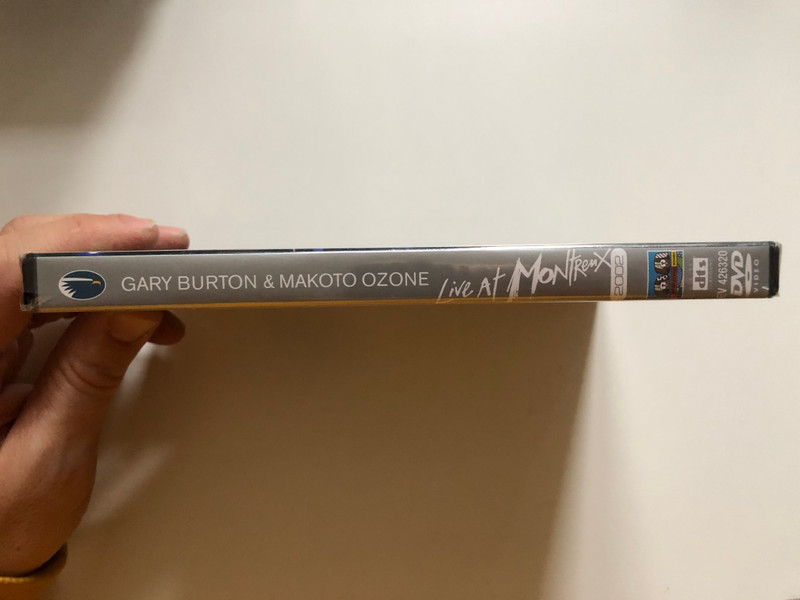 GARY BURTON & MAKOTO OZONE
Live At MONTREUX 2002
dts
V 426320
DVD
VIDEO